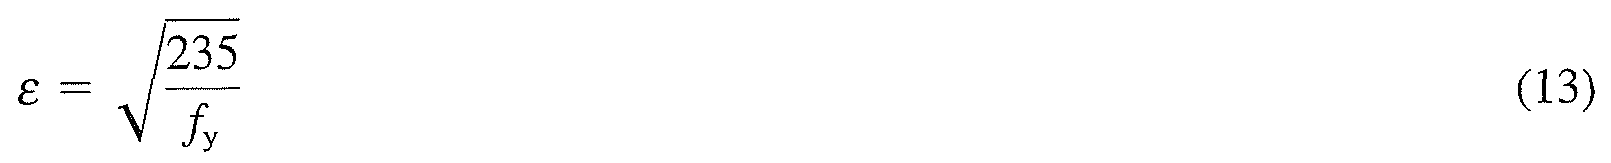 ε = √(235/f_y) (13)